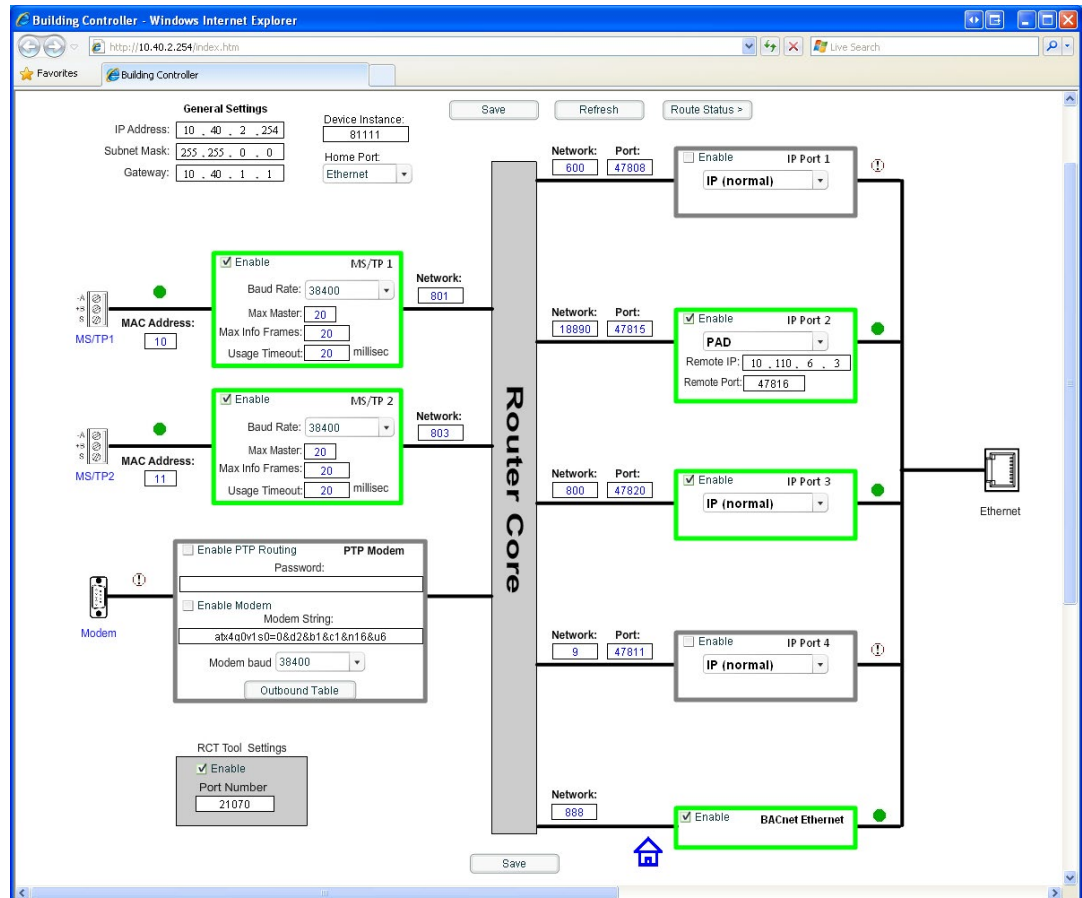 Building Controller - Windows Internet Explorer
http://10.40.2.254/index.htm
Live Search
Favorites
Building Controller
General Settings
IP Address: 10 . 40 . 2 . 254
Subnet Mask: 255 . 255 . 0 . 0
Gateway: 10 . 40 . 1 . 1
Device Instance:
81111
Home Port:
Ethernet
Save
Refresh
Route Status >
Network: Port:
600 47808
Enable IP Port 1
IP (normal)
-A
+B
S
MS/TP1
MAC Address:
10
Enable MS/TP 1
Baud Rate: 38400
Max Master: 20
Max Info Frames: 20
Usage Timeout: 20 millisec
Network:
801
Network: Port:
18890 47815
Enable IP Port 2
PAD
Remote IP: 10 . 110 . 6 . 3
Remote Port: 47816
-A
+B
S
MS/TP2
MAC Address:
11
Enable MS/TP 2
Baud Rate: 38400
Max Master: 20
Max Info Frames: 20
Usage Timeout: 20 millisec
Network:
803
Router Core
Network: Port:
800 47820
Enable IP Port 3
IP (normal)
Ethernet
Modem
Enable PTP Routing PTP Modem
Password:
Enable Modem
Modem String:
atx4q0v1s0=0&d2&b1&c1&n16&u6
Modem baud 38400
Outbound Table
Network: Port:
9 47811
Enable IP Port 4
IP (normal)
RCT Tool Settings
Enable
Port Number
21070
Network:
888
Enable BACnet Ethernet
Save